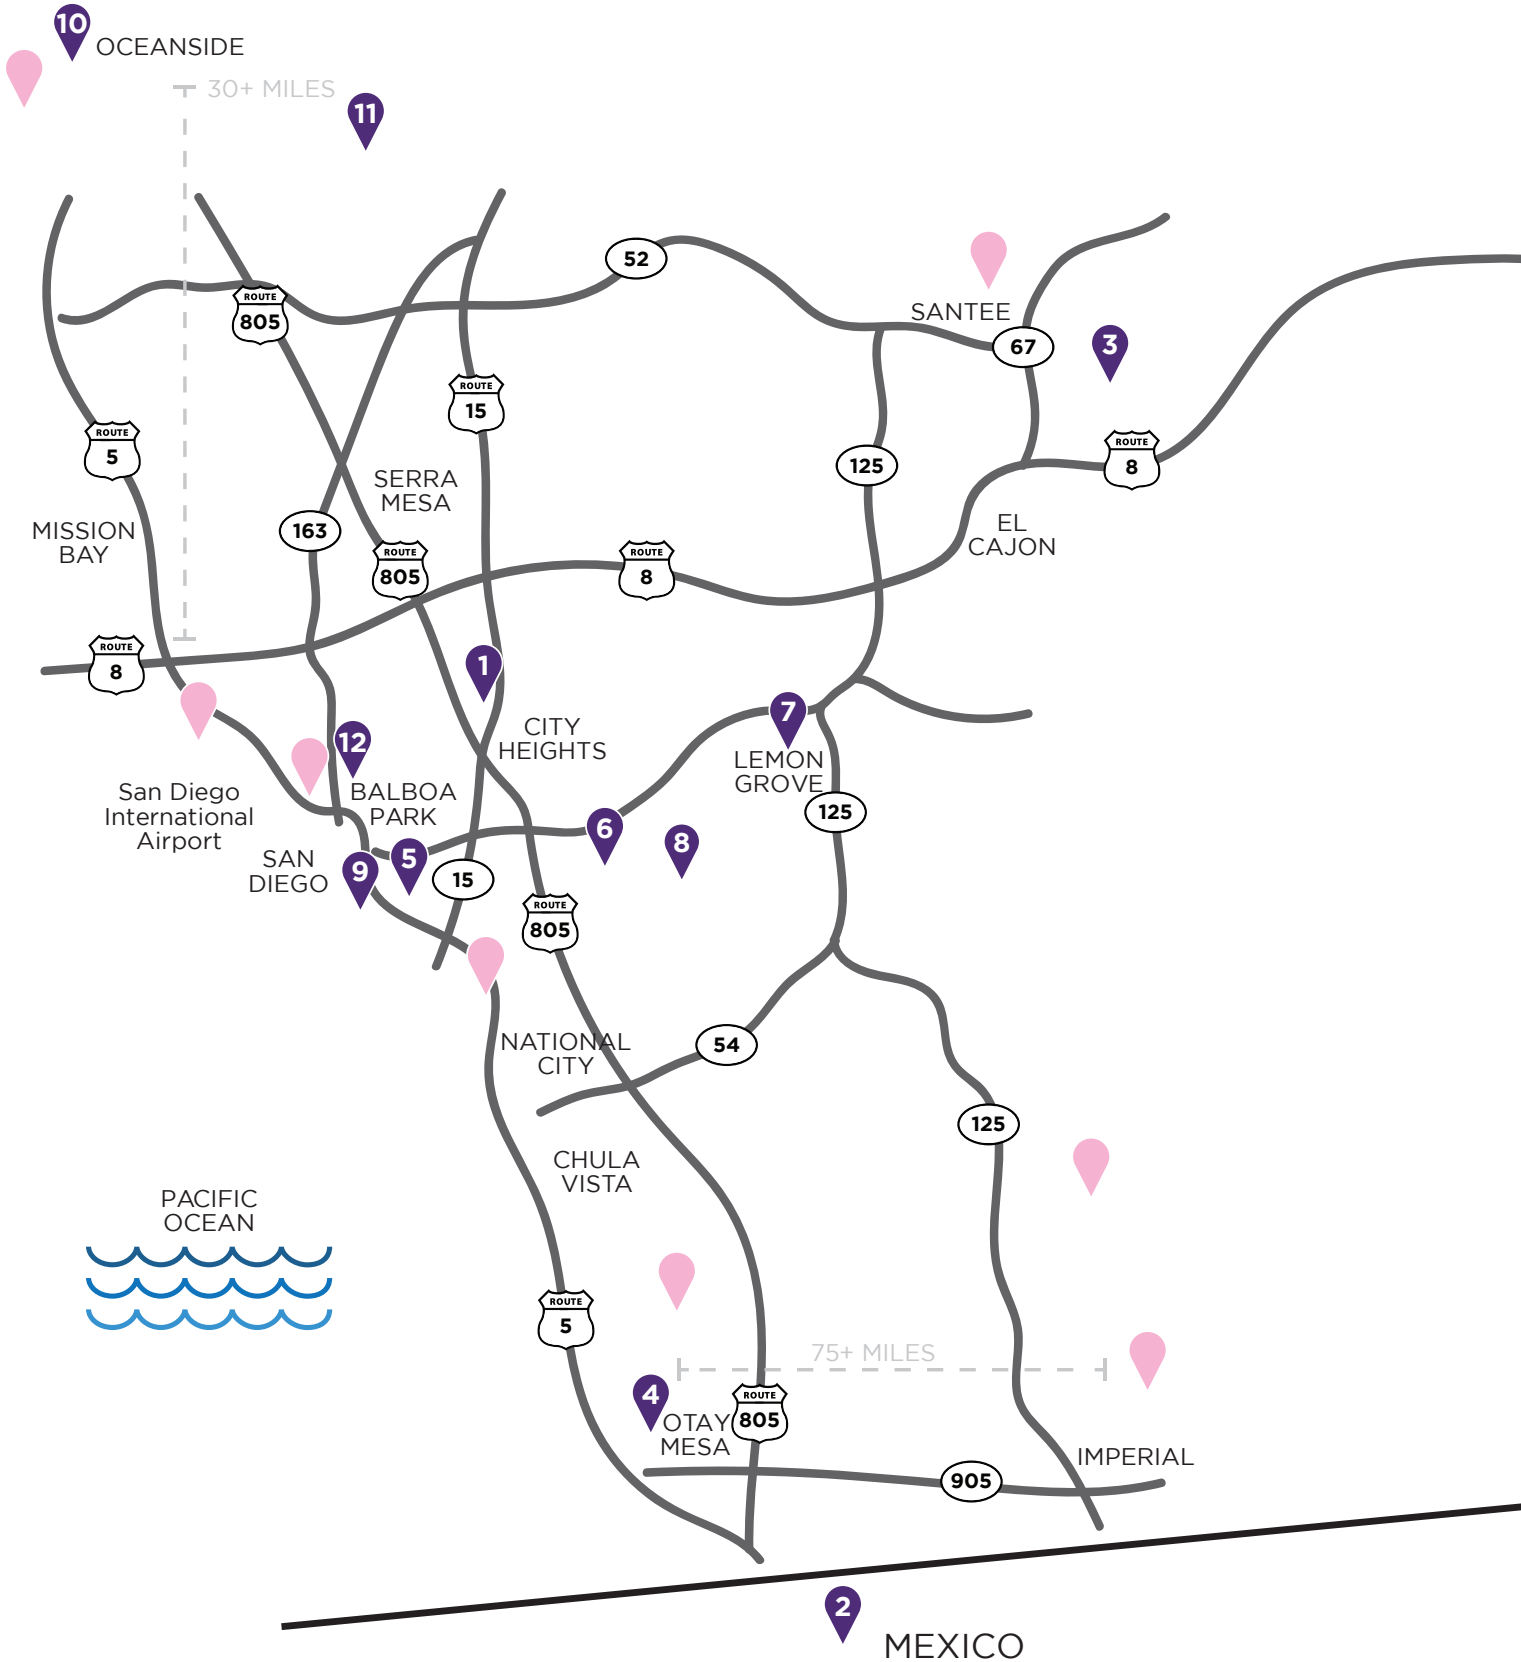 10
OCEANSIDE
30+ MILES
11
52
ROUTE
805
SANTEE
67
3
ROUTE
15
ROUTE
5
125
ROUTE
8
SERRA
MESA
163
MISSION
BAY
EL
CAJON
ROUTE
805
ROUTE
8
ROUTE
8
1
7
12
CITY
HEIGHTS
LEMON
GROVE
San Diego
International
Airport
BALBOA
PARK
125
6
8
5
9
SAN
DIEGO
15
ROUTE
805
NATIONAL
CITY
54
125
CHULA
VISTA
PACIFIC
OCEAN
ROUTE
5
75+ MILES
4
OTAY
MESA
ROUTE
805
IMPERIAL
905
2
MEXICO